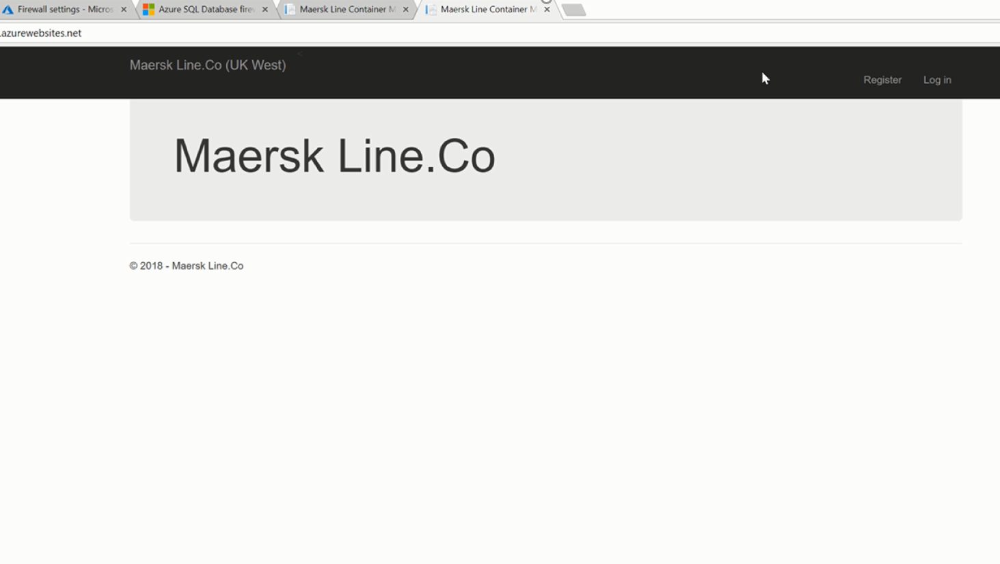 Firewall settings - Micros
Azure SQL Database firew
Maersk Line Container M
Maersk Line Container M
.azurewebsites.net
Maersk Line.Co (UK West)
<
Register
Log in
Maersk Line.Co
© 2018 - Maersk Line.Co